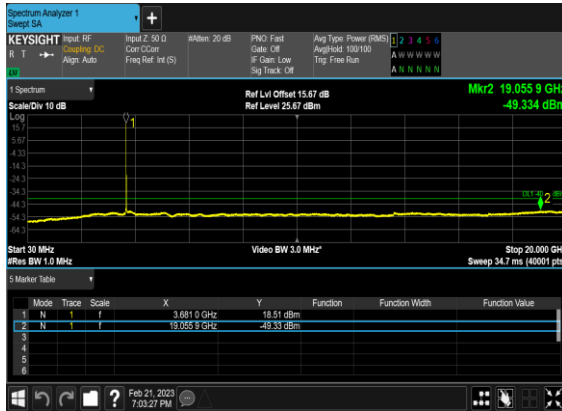 Spectrum Analyzer 1
Swept SA
KEYSIGHT Input: RF Input Z: 50 Ω #Atten: 20 dB PNO: Fast Avg Type: Power (RMS) 1 2 3 4 5 6
R T Coupling: DC Corr CCorr Gate: Off Avg|Hold: 100/100 A W W W W W
Align: Auto Freq Ref: Int (S) IF Gain: Low Trig: Free Run
Sig Track: Off A N N N N N
1 Spectrum Ref Lvl Offset 15.67 dB Mkr2 19.055 9 GHz
Scale/Div 10 dB Ref Level 25.67 dBm -49.334 dBm
Log
15.7
5.67
-4.33
-14.3
-24.3
-34.3
-44.3
-54.3
-64.3
1
2
Start 30 MHz Video BW 3.0 MHz* Stop 20.000 GHz
#Res BW 1.0 MHz Sweep 34.7 ms (40001 pts)
5 Marker Table
Mode Trace Scale X Y Function Function Width Function Value
1 N 1 f 3.681 0 GHz 18.51 dBm
2 N 1 f 19.055 9 GHz -49.33 dBm
3
4
5
6
? Feb 21, 2023
7:03:27 PM